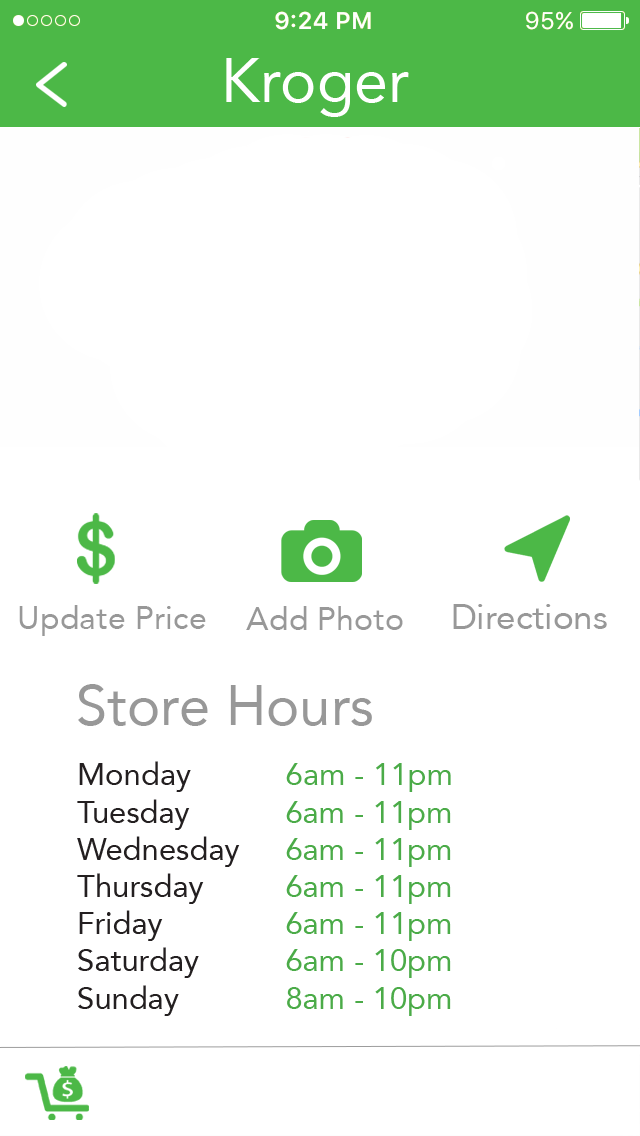 9:24 PM 95%
Kroger
$
Update Price Add Photo Directions
Store Hours
Monday 6am - 11pm
Tuesday 6am - 11pm
Wednesday 6am - 11pm
Thursday 6am - 11pm
Friday 6am - 11pm
Saturday 6am - 10pm
Sunday 8am - 10pm
$